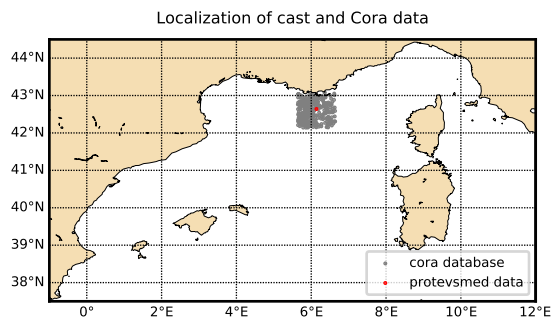 Localization of cast and Cora data
44°N
43°N
42°N
41°N
40°N
39°N
38°N
cora database
protevsmed data
0°
2°E
4°E
6°E
8°E
10°E
12°E